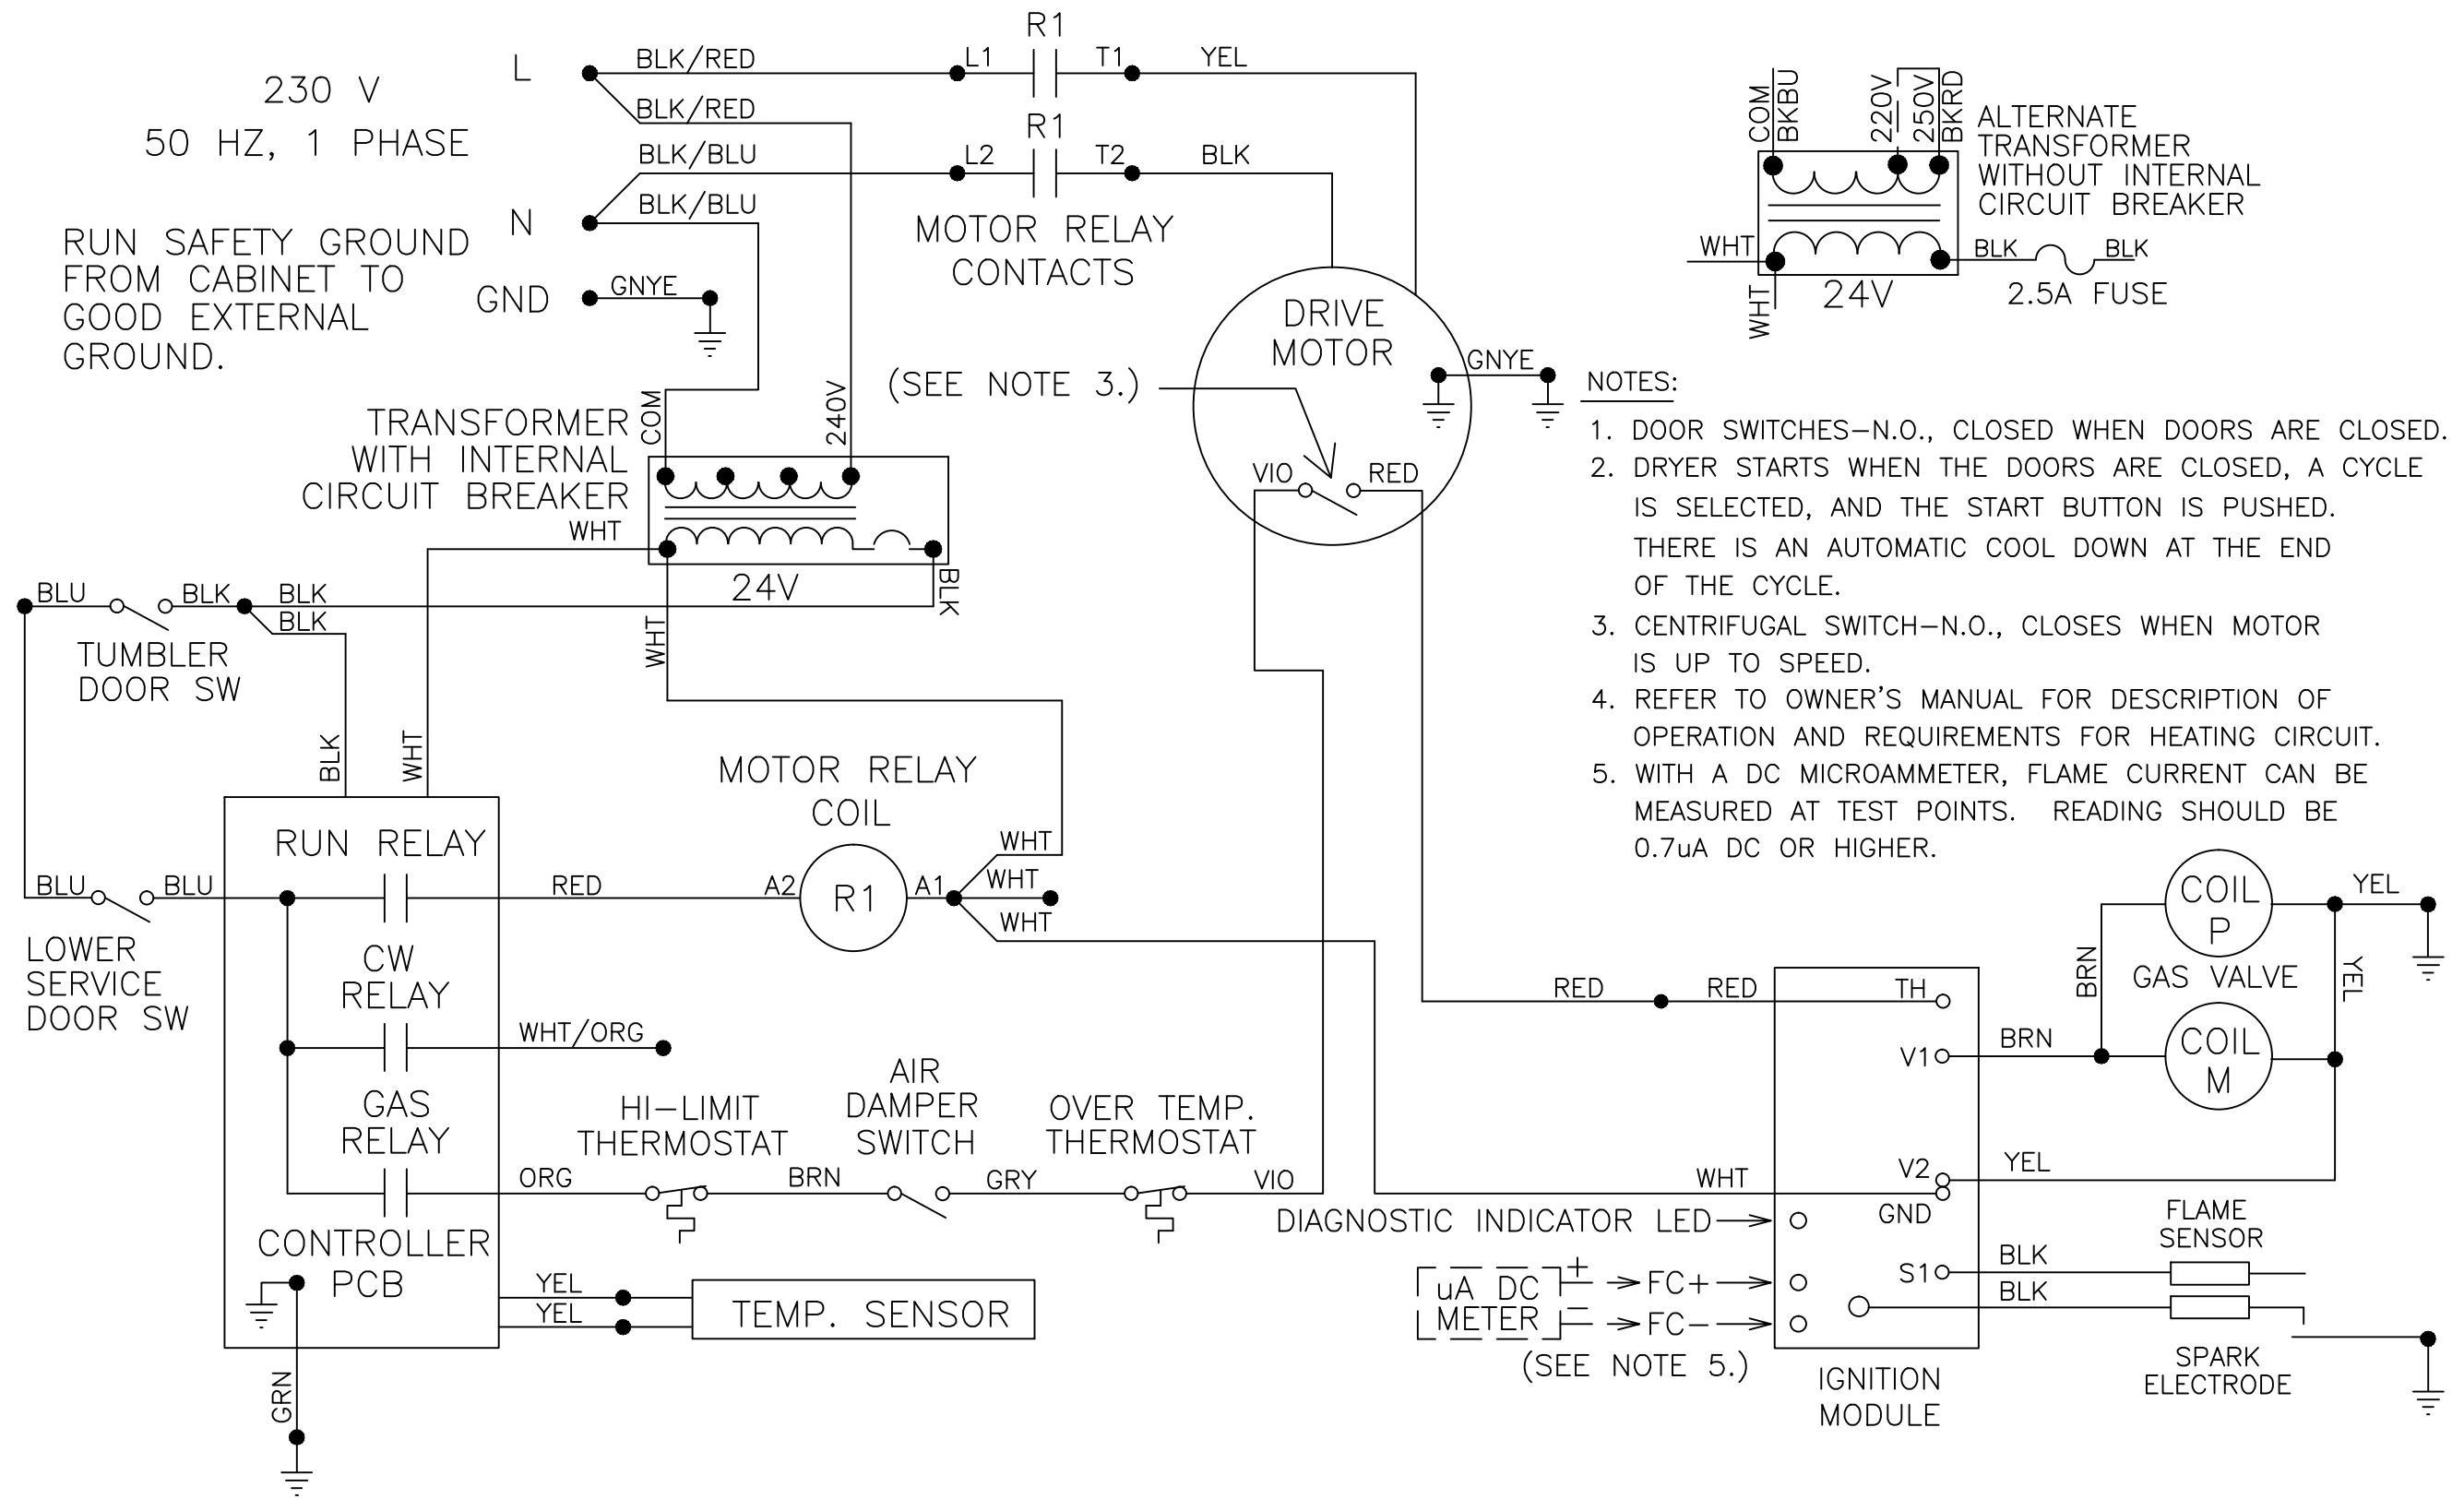 230 V
50 HZ, 1 PHASE
RUN SAFETY GROUND
FROM CABINET TO
GOOD EXTERNAL
GROUND.
L
N
GND
BLK/RED
BLK/RED
BLK/BLU
BLK/BLU
GNYE
L1
R1
T1
YEL
L2
R1
T2
BLK
MOTOR RELAY
CONTACTS
DRIVE
MOTOR
GNYE
(SEE NOTE 3.)
VIO
RED
COM
BKBU
220V
250V
BKRD
ALTERNATE
TRANSFORMER
WITHOUT INTERNAL
CIRCUIT BREAKER
WHT
WHT
24V
BLK
BLK
2.5A FUSE
TRANSFORMER
WITH INTERNAL
CIRCUIT BREAKER
COM
240V
WHT
24V
BLK
WHT
BLU
BLK
BLK
BLK
TUMBLER
DOOR SW
BLK
WHT
NOTES:
1. DOOR SWITCHES-N.O., CLOSED WHEN DOORS ARE CLOSED.
2. DRYER STARTS WHEN THE DOORS ARE CLOSED, A CYCLE
IS SELECTED, AND THE START BUTTON IS PUSHED.
THERE IS AN AUTOMATIC COOL DOWN AT THE END
OF THE CYCLE.
3. CENTRIFUGAL SWITCH-N.O., CLOSES WHEN MOTOR
IS UP TO SPEED.
4. REFER TO OWNER'S MANUAL FOR DESCRIPTION OF
OPERATION AND REQUIREMENTS FOR HEATING CIRCUIT.
5. WITH A DC MICROAMMETER, FLAME CURRENT CAN BE
MEASURED AT TEST POINTS. READING SHOULD BE
0.7uA DC OR HIGHER.
MOTOR RELAY
COIL
BLU
BLU
LOWER
SERVICE
DOOR SW
RUN RELAY
RED
A2
R1
A1
WHT
WHT
WHT
CW
RELAY
WHT/ORG
GAS
RELAY
ORG
HI-LIMIT
THERMOSTAT
BRN
AIR
DAMPER
SWITCH
GRY
OVER TEMP.
THERMOSTAT
VIO
CONTROLLER
PCB
GRN
YEL
YEL
TEMP. SENSOR
RED
RED
TH
V1
BRN
BRN
COIL
P
GAS VALVE
COIL
M
YEL
YEL
WHT
V2
YEL
GND
DIAGNOSTIC INDICATOR LED
uA DC
METER
+
-
FC+
FC-
(SEE NOTE 5.)
S1
BLK
BLK
FLAME
SENSOR
SPARK
ELECTRODE
IGNITION
MODULE